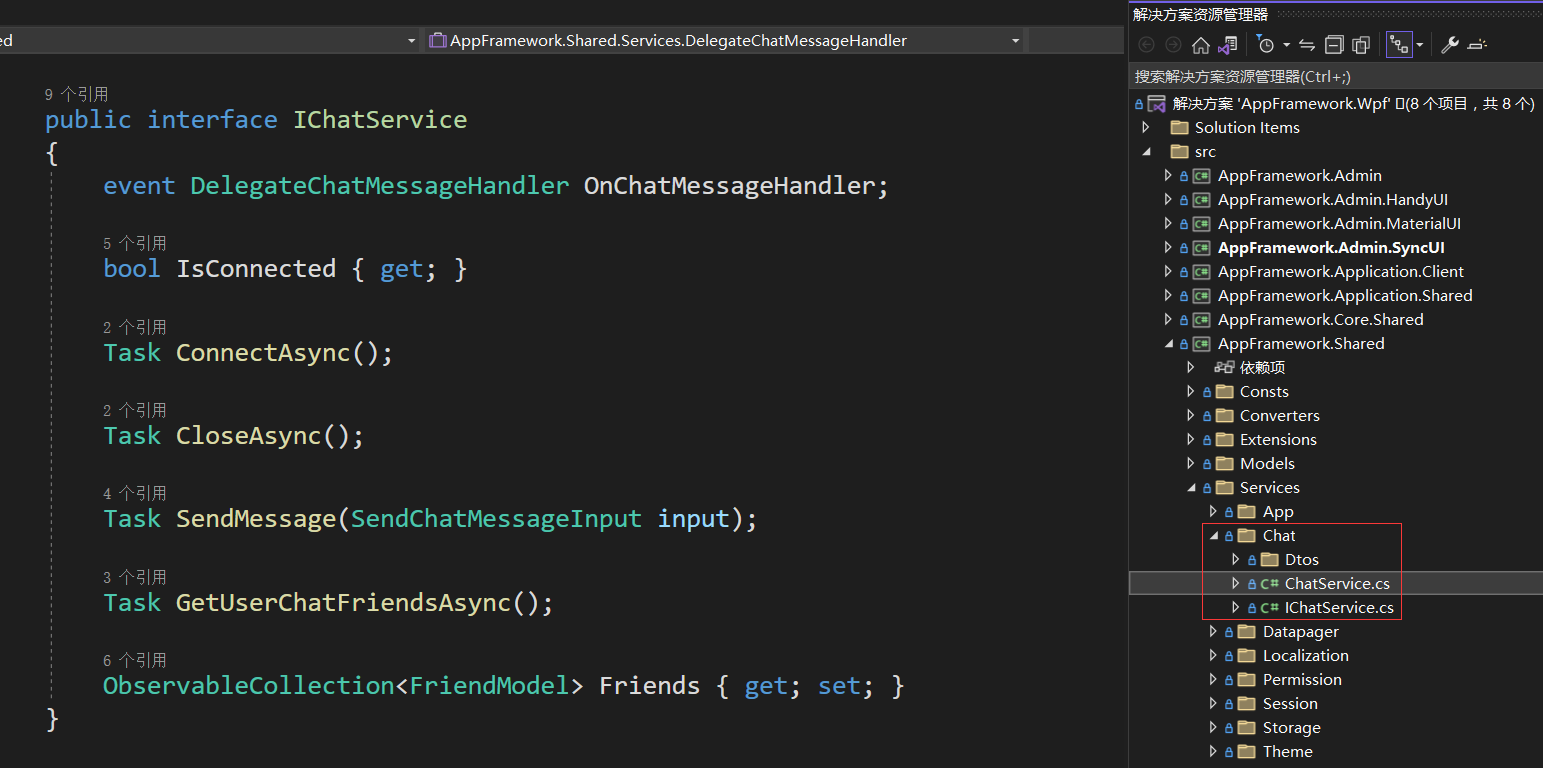 ed
AppFramework.Shared.Services.DelegateChatMessageHandler
9 个引用
public interface IChatService
{
event DelegateChatMessageHandler OnChatMessageHandler;
5 个引用
bool IsConnected { get; }
2 个引用
Task ConnectAsync();
2 个引用
Task CloseAsync();
4 个引用
Task SendMessage(SendChatMessageInput input);
3 个引用
Task GetUserChatFriendsAsync();
6 个引用
ObservableCollection<FriendModel> Friends { get; set; }
}
解决方案资源管理器
搜索解决方案资源管理器(Ctrl+;)
解决方案 'AppFramework.Wpf' (8 个项目，共 8 个)
Solution Items
src
C# AppFramework.Admin
C# AppFramework.Admin.HandyUI
C# AppFramework.Admin.MaterialUI
C# AppFramework.Admin.SyncUI
C# AppFramework.Application.Client
C# AppFramework.Application.Shared
C# AppFramework.Core.Shared
C# AppFramework.Shared
依赖项
Consts
Converters
Extensions
Models
Services
App
Chat
Dtos
C# ChatService.cs
C# IChatService.cs
Datapager
Localization
Permission
Session
Storage
Theme